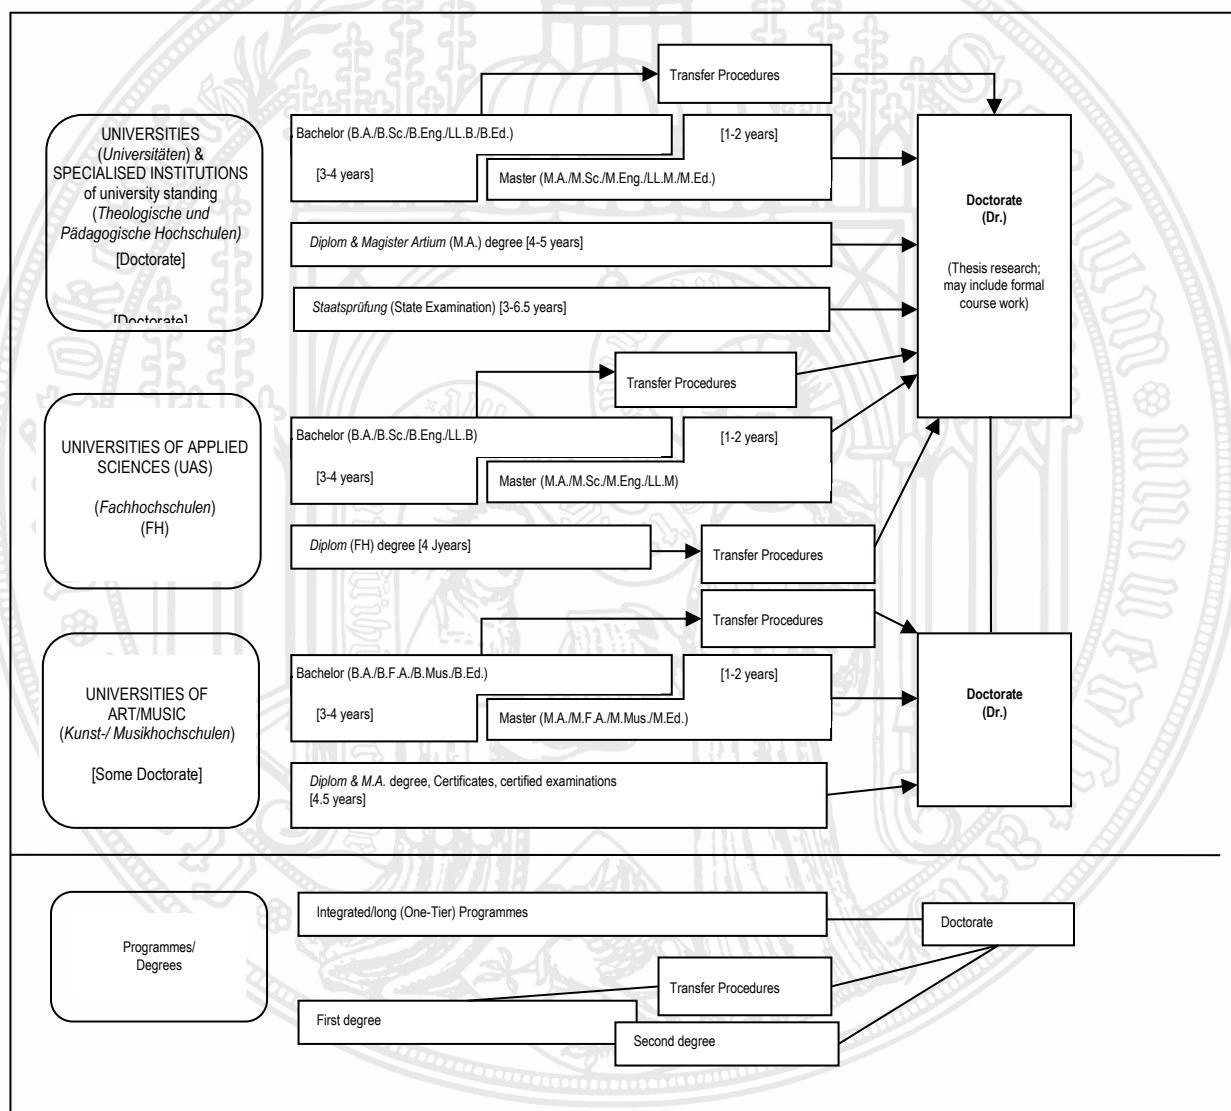 Transfer Procedures
UNIVERSITIES
(Universitäten) &
SPECIALISED INSTITUTIONS
of university standing
(Theologische und
Pädagogische Hochschulen)
[Doctorate]
[Doctorate]
Bachelor (B.A./B.Sc./B.Eng./LL.B./B.Ed.)
[3-4 years]
[1-2 years]
Master (M.A./M.Sc./M.Eng./LL.M./M.Ed.)
Diplom & Magister Artium (M.A.) degree [4-5 years]
Staatsprüfung (State Examination) [3-6.5 years]
Doctorate
(Dr.)
(Thesis research;
may include formal
course work)
Transfer Procedures
UNIVERSITIES OF APPLIED
SCIENCES (UAS)
(Fachhochschulen)
(FH)
Bachelor (B.A./B.Sc./B.Eng./LL.B)
[3-4 years]
[1-2 years]
Master (M.A./M.Sc./M.Eng./LL.M)
Diplom (FH) degree [4 Jyears]
Transfer Procedures
Transfer Procedures
UNIVERSITIES OF
ART/MUSIC
(Kunst-/ Musikhochschulen)
[Some Doctorate]
Bachelor (B.A./B.F.A./B.Mus./B.Ed.)
[3-4 years]
[1-2 years]
Master (M.A./M.F.A./M.Mus./M.Ed.)
Diplom & M.A. degree, Certificates, certified examinations
[4.5 years]
Doctorate
(Dr.)
Programmes/
Degrees
Integrated/long (One-Tier) Programmes
Doctorate
Transfer Procedures
First degree
Second degree